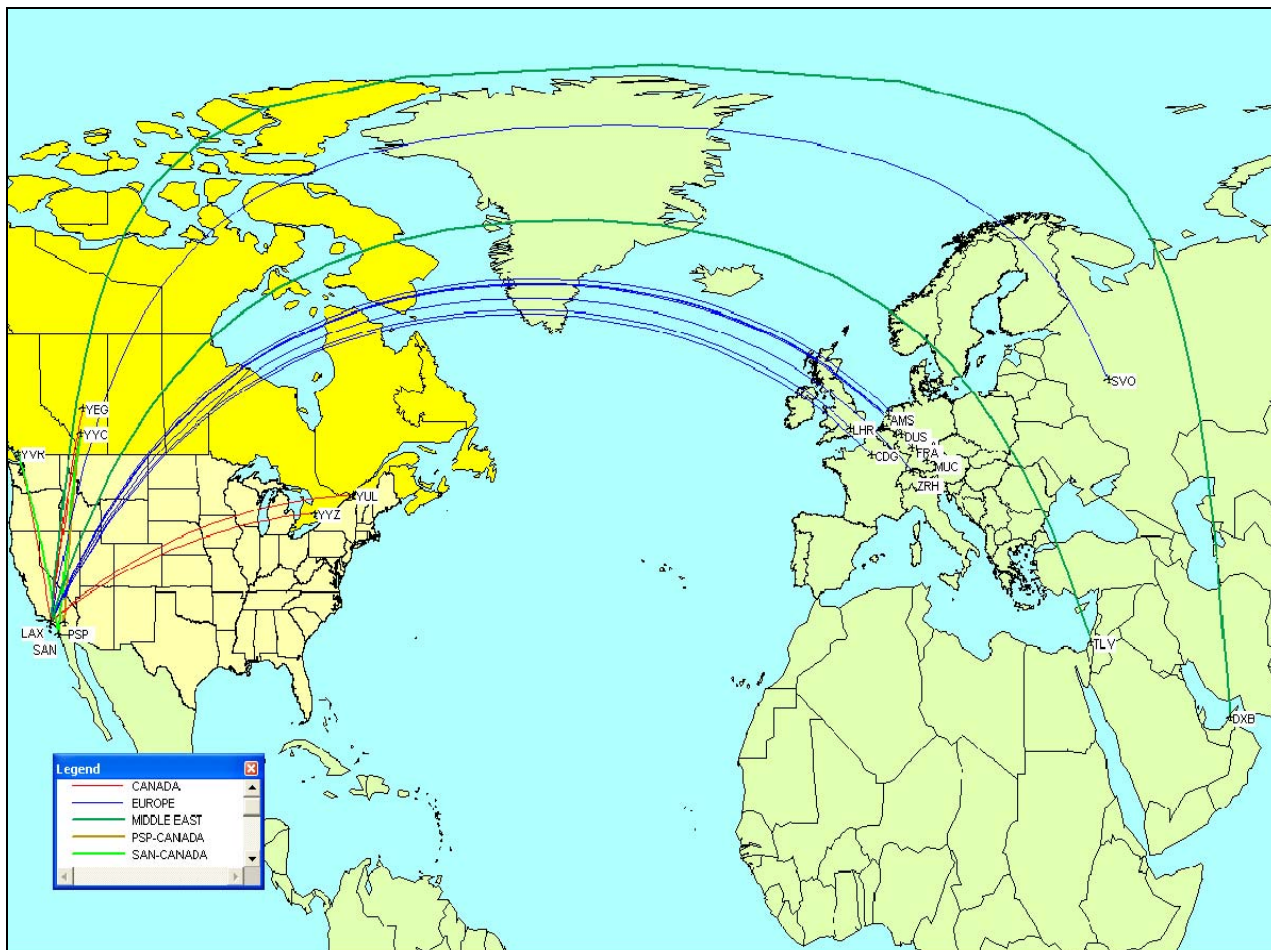 YEG
YYC
YVR
SVO
AMS
LHR
DUS
CDG
FRA
MUC
ZRH
YUL
YYZ
LAX
PSP
SAN
TLV
DXB
Legend
CANADA
EUROPE
MIDDLE EAST
PSP-CANADA
SAN-CANADA